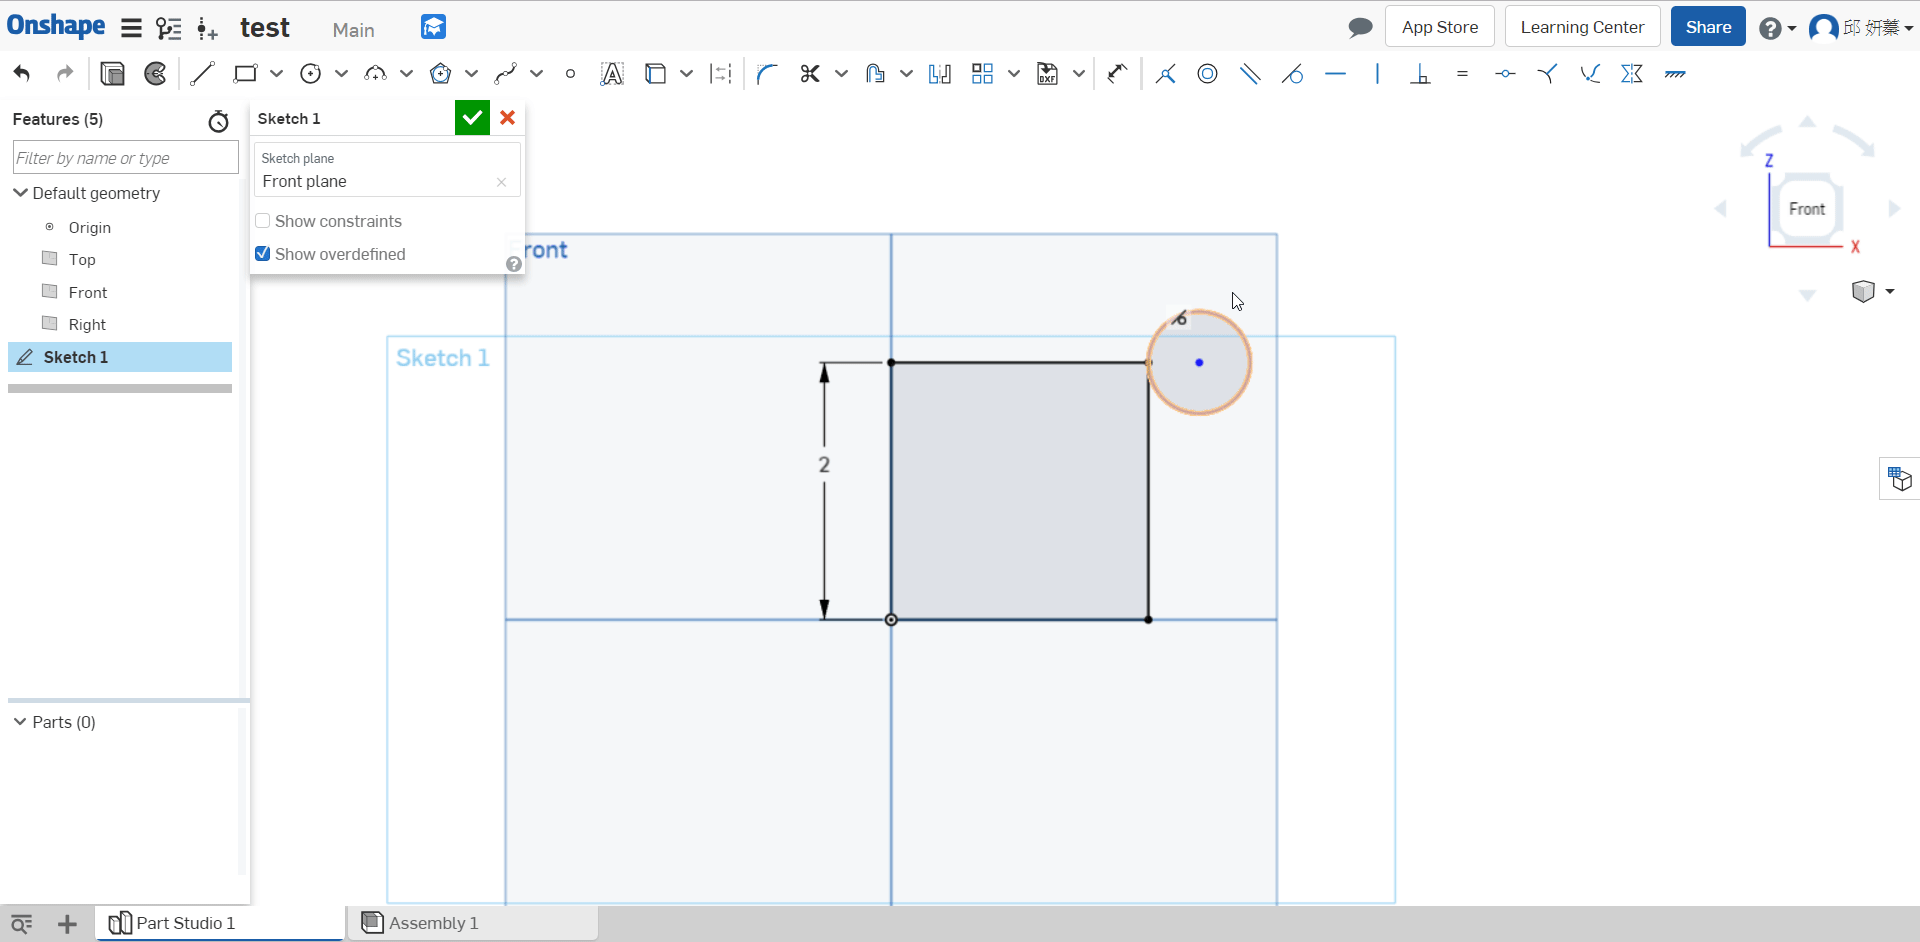 Onshape
test
Main
App Store
Learning Center
Share
邱 妍蓁
DXF
Features (5)
Filter by name or type
Default geometry
Origin
Top
Front
Right
Sketch 1
Parts (0)
Sketch 1
Sketch plane
Front plane
Show constraints
Show overdefined
ront
Sketch 1
2
Z
Front
X
Part Studio 1
Assembly 1